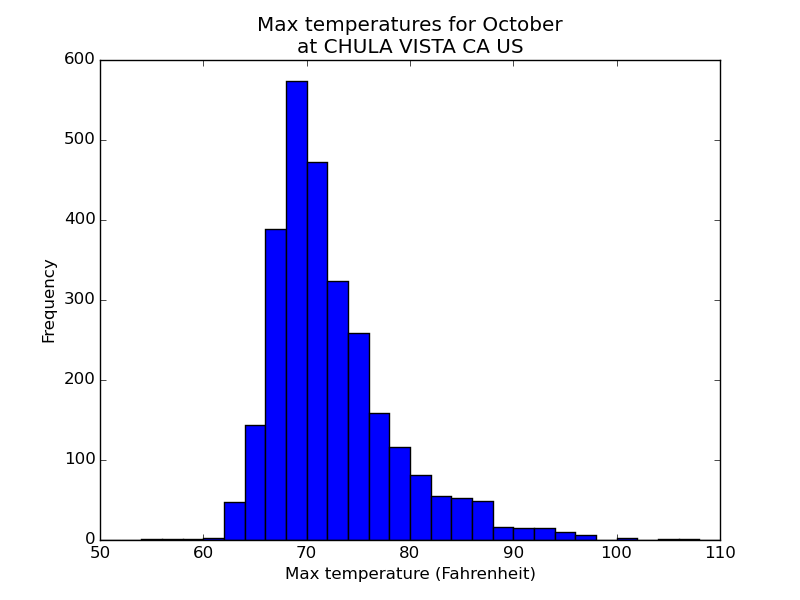 Max temperatures for October
at CHULA VISTA CA US
600
500
400
300
200
100
0
Frequency
50 60 70 80 90 100 110
Max temperature (Fahrenheit)